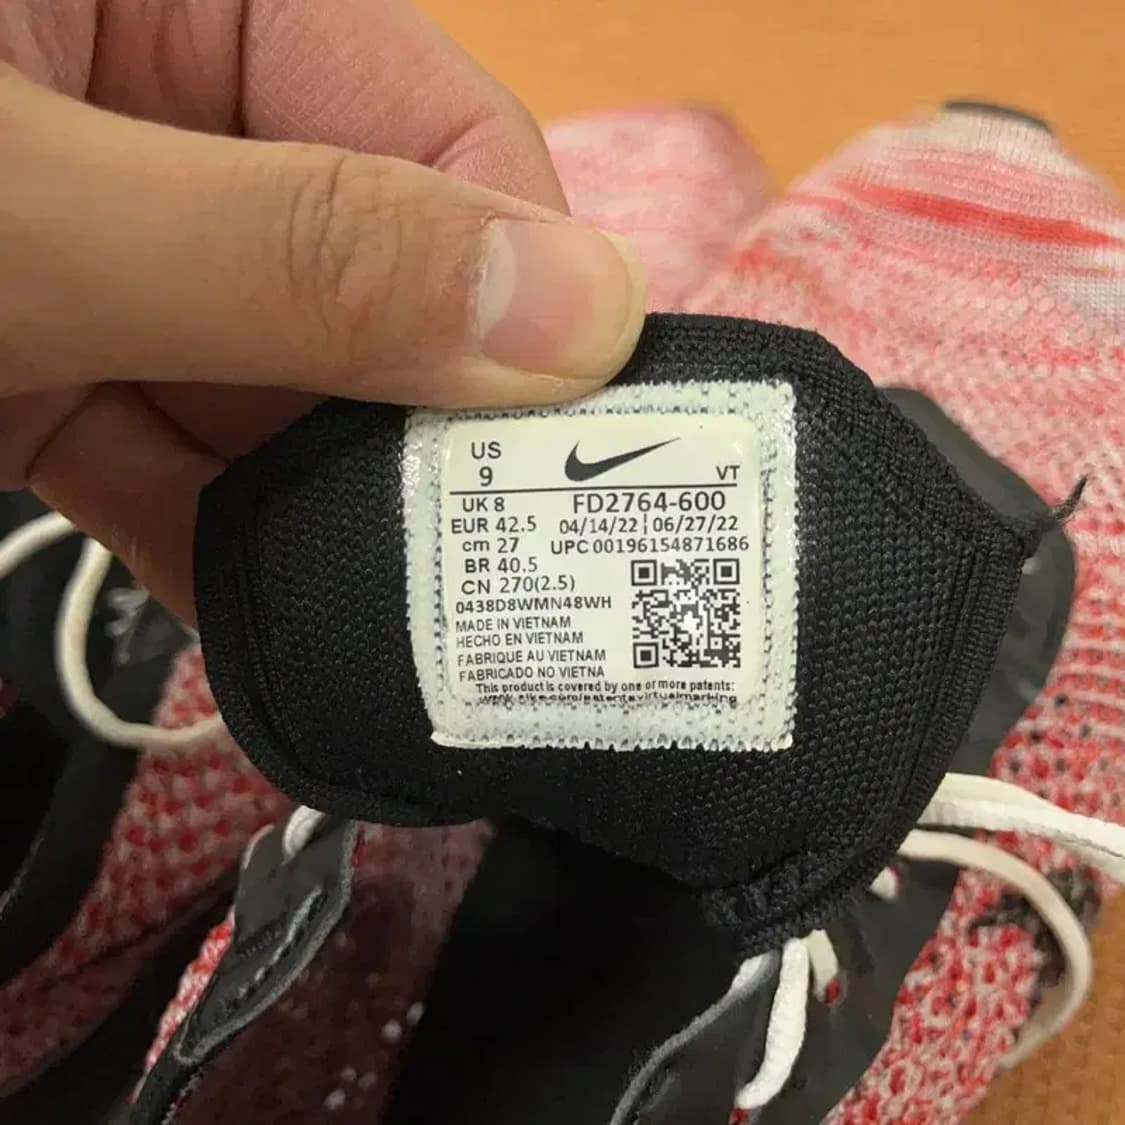 US
9
VT
UK 8
FD2764-600
EUR 42.5
04/14/22 | 06/27/22
cm 27
UPC 00196154871686
BR 40.5
CN 270(2.5)
0438D8WMN48WH
MADE IN VIETNAM
HECHO EN VIETNAM
FABRIQUE AU VIETNAM
FABRICADO NO VIETNA
This product is covered by one or more patents: